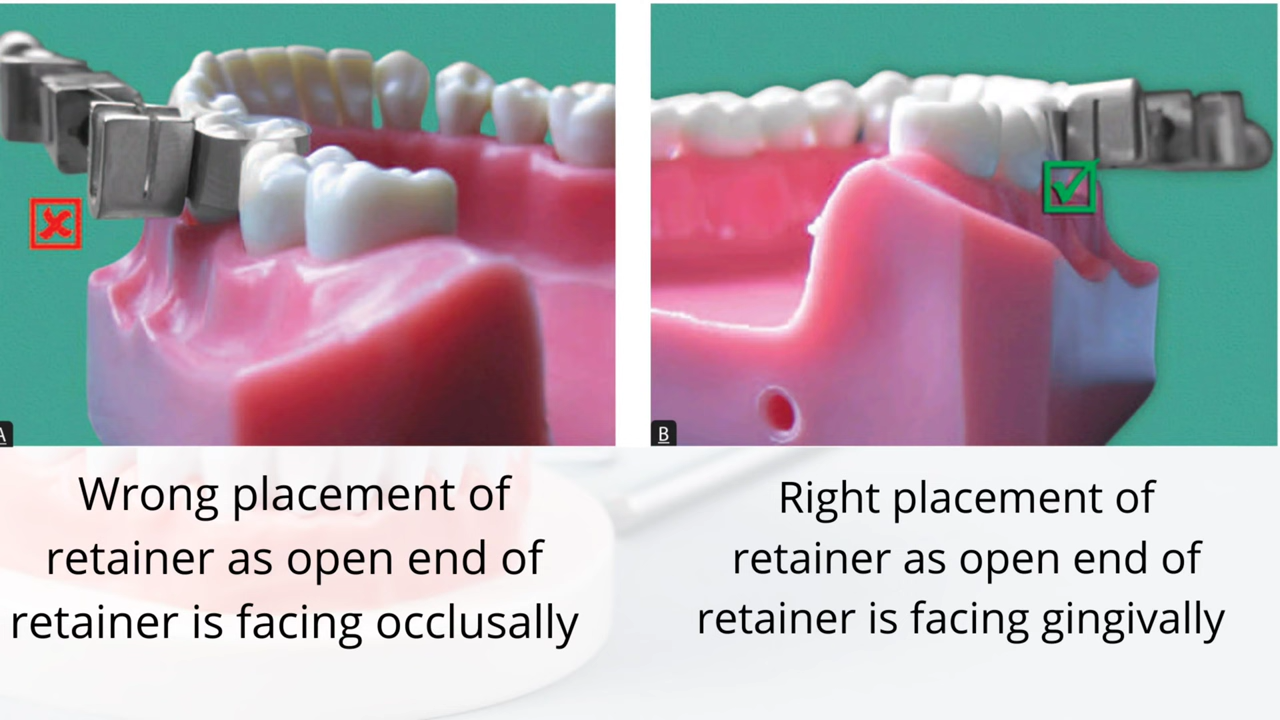 A
B
Wrong placement of
retainer as open end of
retainer is facing occlusally
Right placement of
retainer as open end of
retainer is facing gingivally